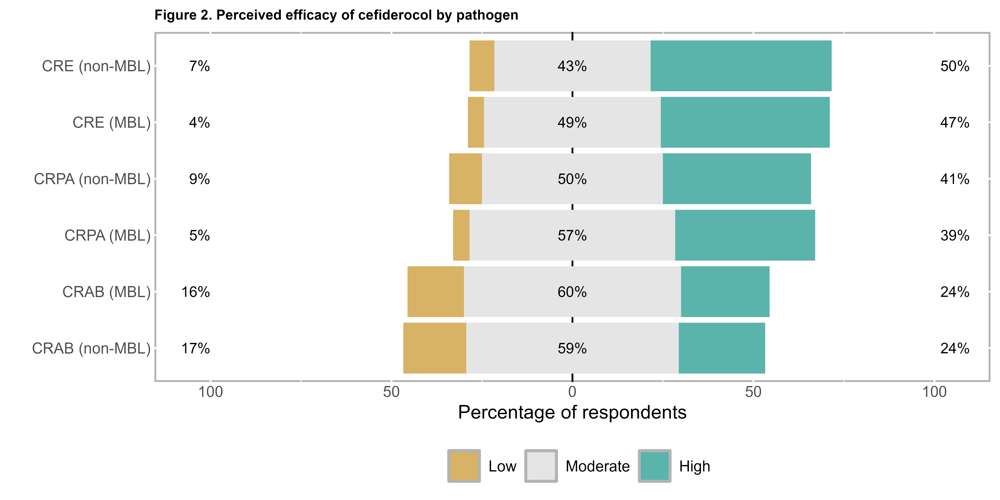 Figure 2. Perceived efficacy of cefiderocol by pathogen
CRE (non-MBL) 7% 43% 50%
CRE (MBL) 4% 49% 47%
CRPA (non-MBL) 9% 50% 41%
CRPA (MBL) 5% 57% 39%
CRAB (MBL) 16% 60% 24%
CRAB (non-MBL) 17% 59% 24%
100 50 0 50 100
Percentage of respondents
Low Moderate High